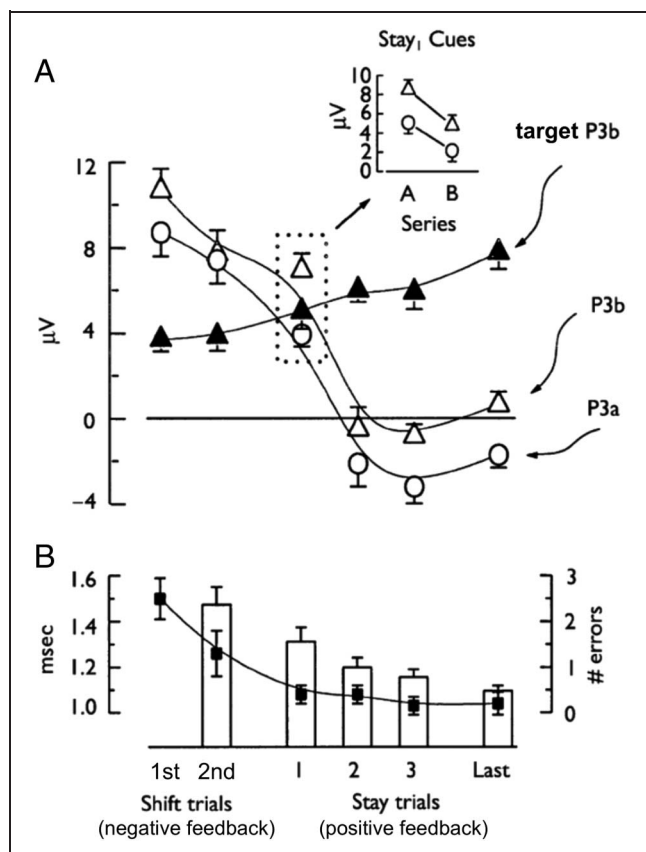 Stay₁ Cues
A
10
8
6
4
2
0
μV
A B
Series
target P3b
12
8
4
0
−4
μV
P3b
P3a
B
1.6
1.4
1.2
1.0
msec
3
2
1
0
# errors
1st 2nd 1 2 3 Last
Shift trials Stay trials
(negative feedback) (positive feedback)